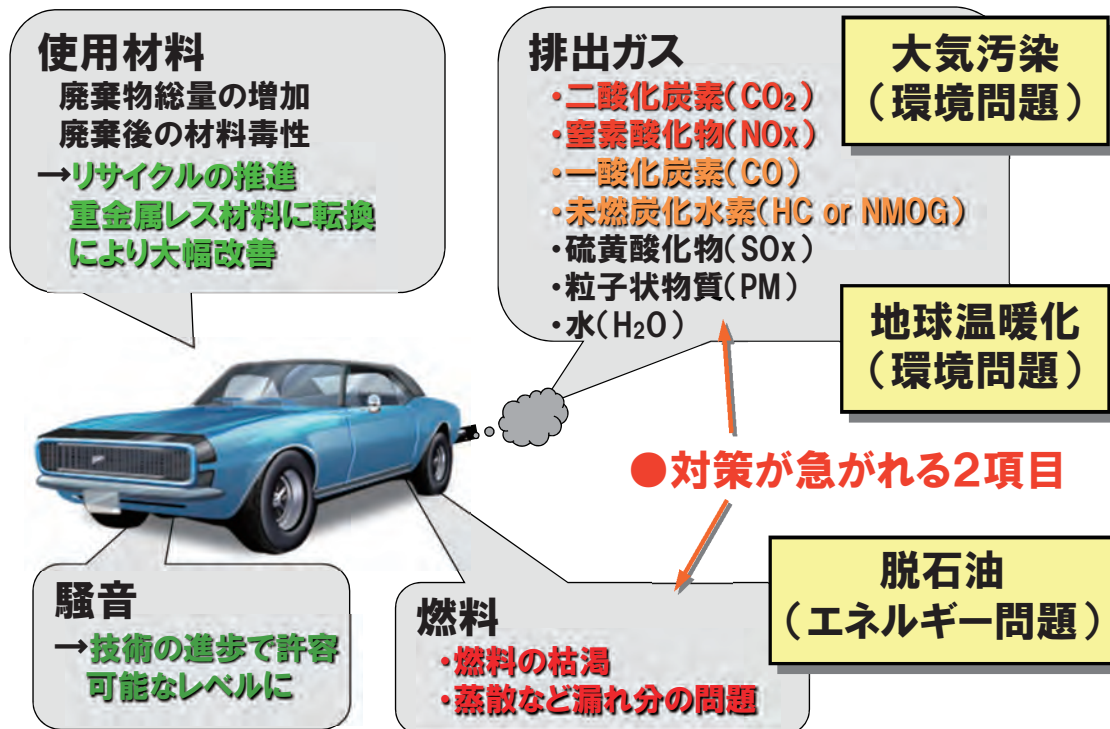 使用材料
廃棄物総量の増加
廃棄後の材料毒性
→リサイクルの推進
重金属レス材料に転換
により大幅改善
排出ガス
・二酸化炭素(CO₂)
・窒素酸化物(NOx)
・一酸化炭素(CO)
・未燃炭化水素(HC or NMOG)
・硫黄酸化物(SOx)
・粒子状物質(PM)
・水(H₂O)
大気汚染
(環境問題)
地球温暖化
(環境問題)
●対策が急がれる2項目
騒音
→技術の進歩で許容
可能なレベルに
燃料
・燃料の枯渇
・蒸散など漏れ分の問題
脱石油
(エネルギー問題)